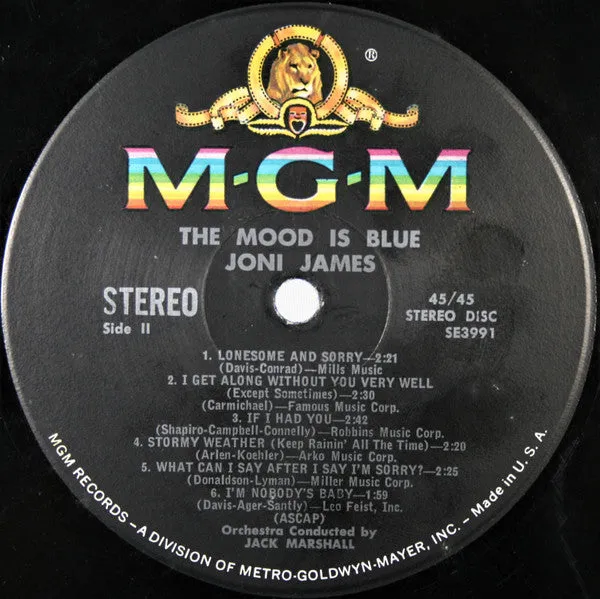 ®
M-G-M
THE MOOD IS BLUE
JONI JAMES
STEREO
Side II
45/45
STEREO DISC
SE3991
1. LONESOME AND SORRY—2:21
(Davis-Conrad)—Mills Music
2. I GET ALONG WITHOUT YOU VERY WELL
(Except Sometimes)—2:30
(Carmichael)—Famous Music Corp.
3. IF I HAD YOU—2:42
(Shapiro-Campbell-Connelly)—Robbins Music Corp.
4. STORMY WEATHER (Keep Rainin' All The Time)—2:20
(Arlen-Koehler)—Arko Music Corp.
5. WHAT CAN I SAY AFTER I SAY I'M SORRY?—2:25
(Donaldson-Lyman)—Miller Music Corp.
6. I'M NOBODY'S BABY—1:59
(Davis-Ager-Santly)—Leo Feist, Inc.
(ASCAP)
Orchestra Conducted by
JACK MARSHALL
MGM RECORDS – A DIVISION OF METRO-GOLDWYN-MAYER, INC. – Made in U.S.A.